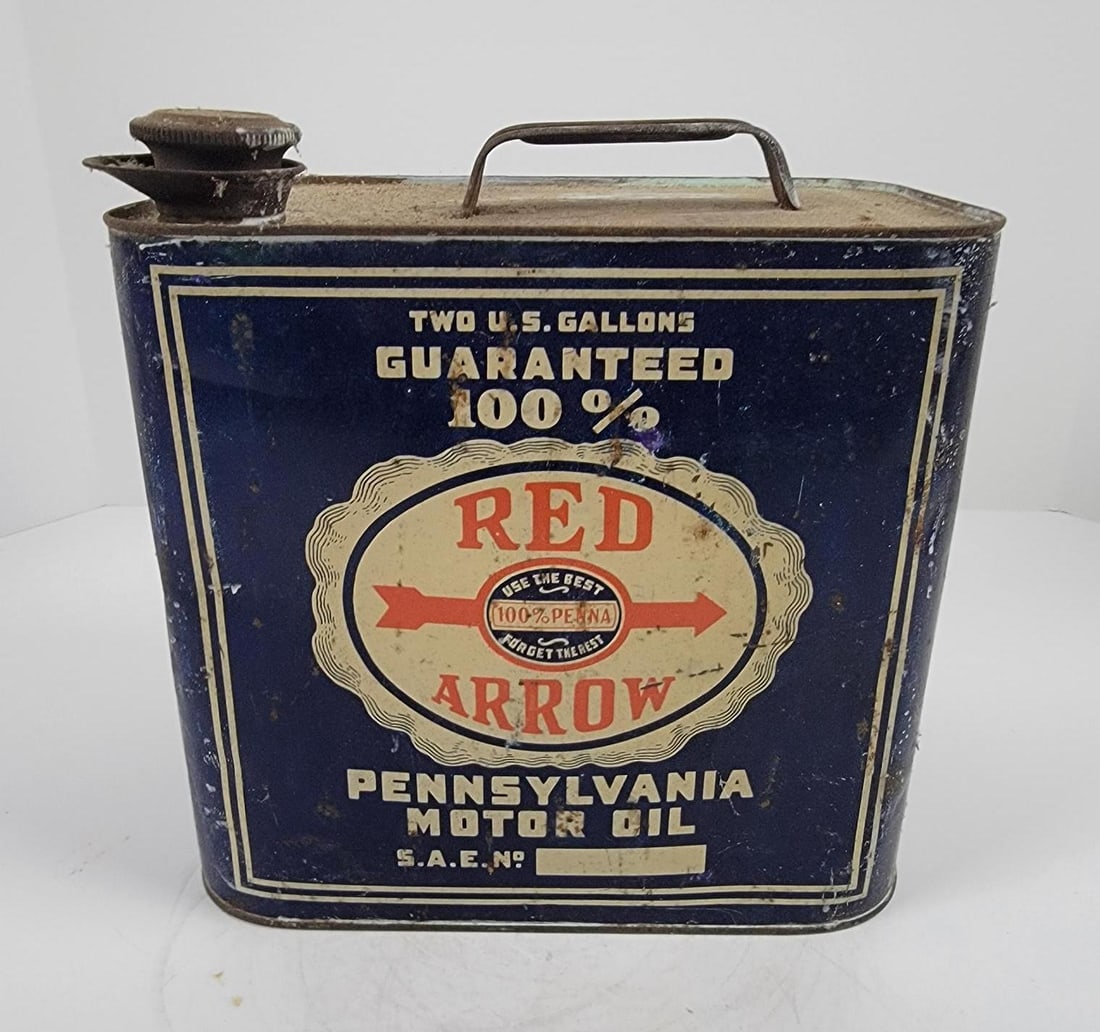 TWO U.S. GALLONS
GUARANTEED
100 %
RED
USE THE BEST
100% PENNA
FORGET THE REST
ARROW
PENNSYLVANIA
MOTOR OIL
S.A.E. Nº